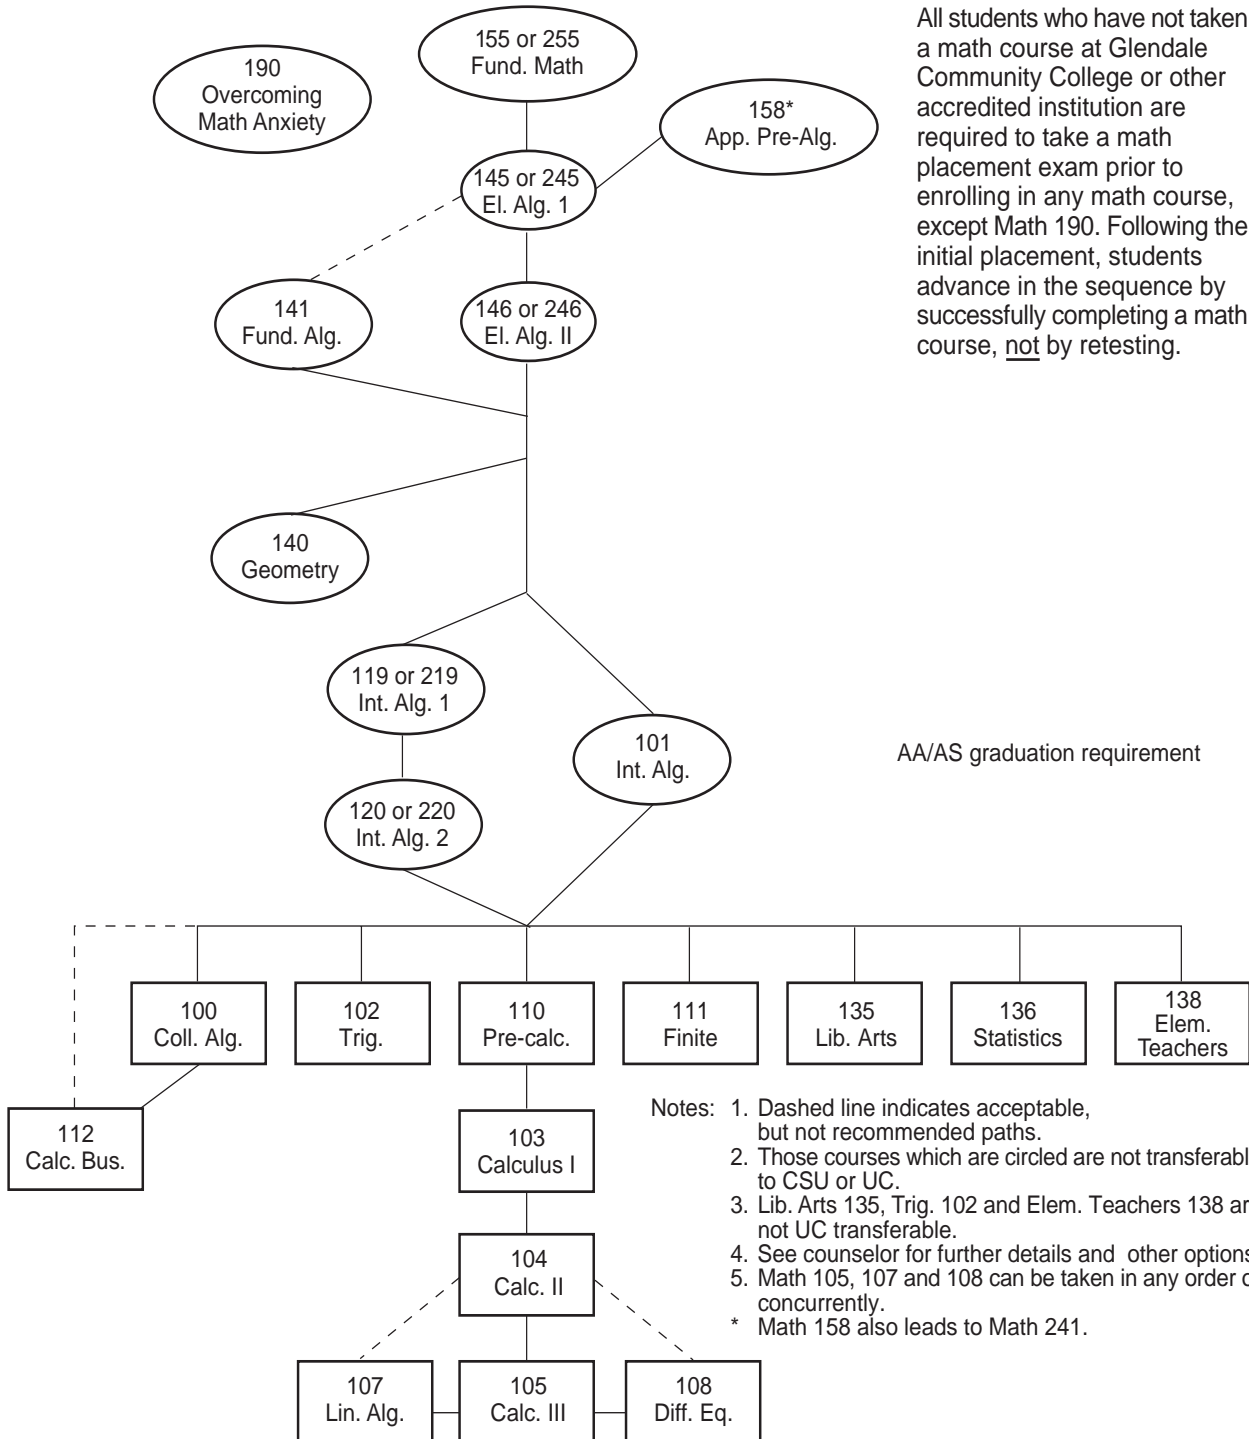 All students who have not taken
a math course at Glendale
Community College or other
accredited institution are
required to take a math
placement exam prior to
enrolling in any math course,
except Math 190. Following the
initial placement, students
advance in the sequence by
successfully completing a math
course, not by retesting.
155 or 255
Fund. Math
190
Overcoming
Math Anxiety
158*
App. Pre-Alg.
145 or 245
El. Alg. 1
141
Fund. Alg.
146 or 246
El. Alg. II
140
Geometry
119 or 219
Int. Alg. 1
101
Int. Alg.
AA/AS graduation requirement
120 or 220
Int. Alg. 2
100
Coll. Alg.
102
Trig.
110
Pre-calc.
111
Finite
135
Lib. Arts
136
Statistics
138
Elem.
Teachers
112
Calc. Bus.
103
Calculus I
104
Calc. II
107
Lin. Alg.
105
Calc. III
108
Diff. Eq.
Notes: 1. Dashed line indicates acceptable,
but not recommended paths.
2. Those courses which are circled are not transferabl
to CSU or UC.
3. Lib. Arts 135, Trig. 102 and Elem. Teachers 138 ar
not UC transferable.
4. See counselor for further details and other options
5. Math 105, 107 and 108 can be taken in any order o
concurrently.
* Math 158 also leads to Math 241.